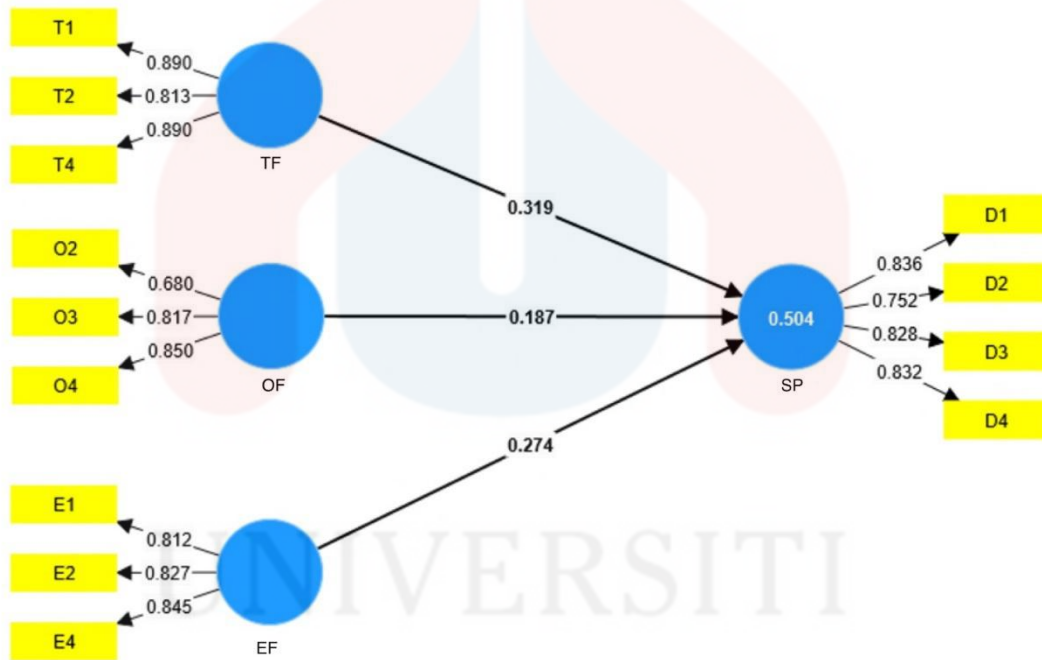 T1
0.890
T2
0.813
T4
0.890
TF
0.319
O2
0.680
O3
0.817
O4
0.850
OF
0.187
D1
0.836
D2
0.752
0.504
D3
0.828
SP
0.832
D4
0.274
E1
0.812
E2
0.827
E4
0.845
EF
UNIVERSITI